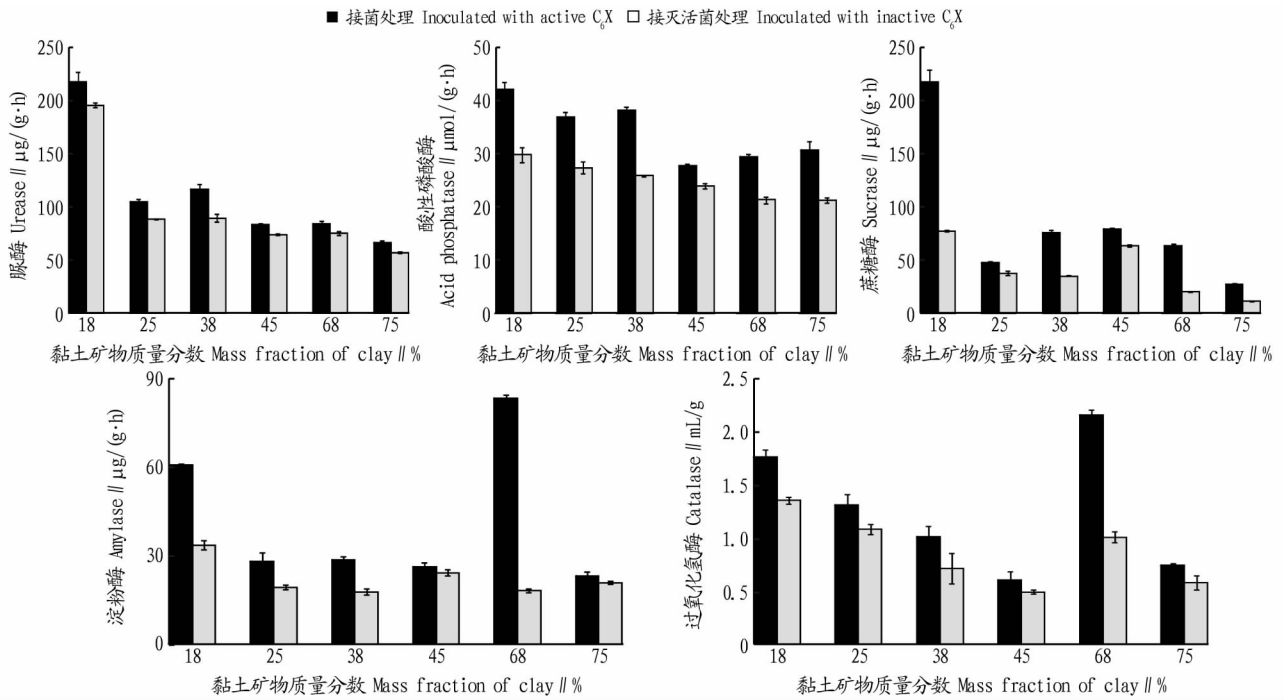 接菌处理 Inoculated with active C6X 接灭活菌处理 Inoculated with inactive C6X
脲酶 Urease // μg/(g·h)
250
200
150
100
50
0
18 25 38 45 68 75
黏土矿物质量分数 Mass fraction of clay // %
酸性磷酸酶
Acid phosphatase // μmol/(g·h)
50
40
30
20
10
0
18 25 38 45 68 75
黏土矿物质量分数 Mass fraction of clay // %
蔗糖酶 Sucrase // μg/(g·h)
250
200
150
100
50
0
18 25 38 45 68 75
黏土矿物质量分数 Mass fraction of clay // %
淀粉酶 Amylase // μg/(g·h)
90
60
30
0
18 25 38 45 68 75
黏土矿物质量分数 Mass fraction of clay // %
过氧化氢酶 Catalase // mL/g
2.5
2.0
1.5
1.0
0.5
0
18 25 38 45 68 75
黏土矿物质量分数 Mass fraction of clay // %